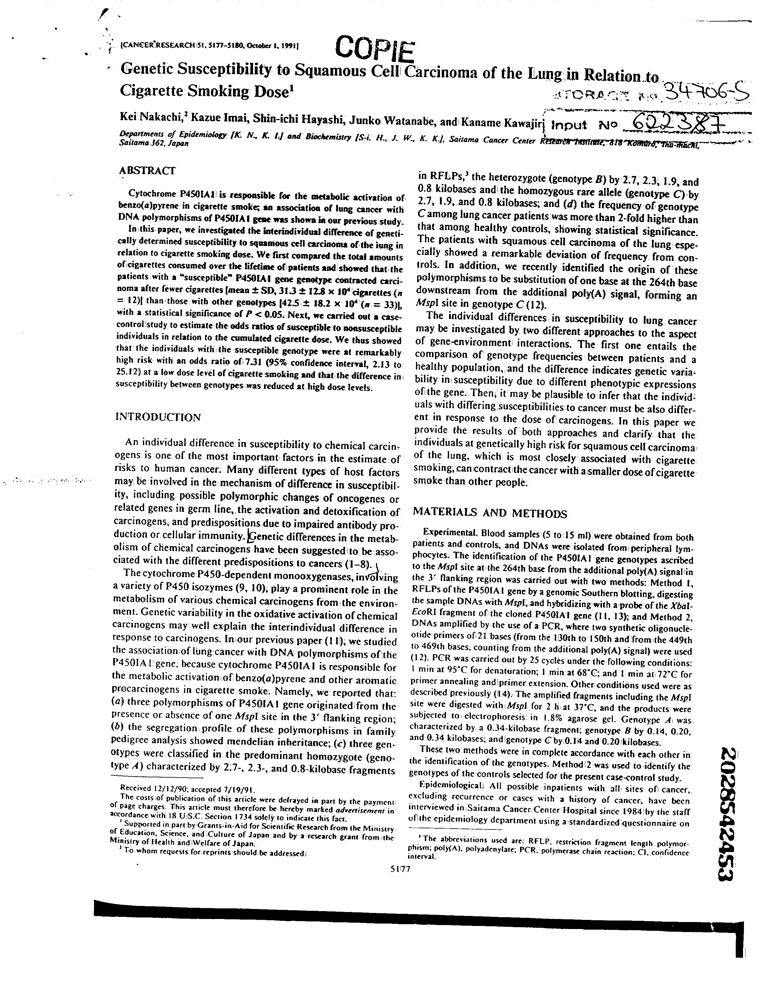 [CANCER RESEARCH 51, 5177-5180, October 1, 1991]
COPIE
Genetic Susceptibility to Squamous Cell Carcinoma of the Lung in Relation to
Cigarette Smoking Dose¹
STORAGE No 34706-S
Kei Nakachi,² Kazue Imai, Shin-ichi Hayashi, Junko Watanabe, and Kaname Kawajiri
Input No 622387
Departments of Epidemiology [K. N., K. I.] and Biochemistry [S-i. H., J. W., K. K.], Saitama Cancer Center Research Institute, 818 Komuro, Ina-machi,
Saitama 362, Japan
ABSTRACT
Cytochrome P450IA1 is responsible for the metabolic activation of
benzo(a)pyrene in cigarette smoke; an association of lung cancer with
DNA polymorphisms of P450IA1 gene was shown in our previous study.
In this paper, we investigated the interindividual difference of geneti-
cally determined susceptibility to squamous cell carcinoma of the lung in
relation to cigarette smoking dose. We first compared the total amounts
of cigarettes consumed over the lifetime of patients and showed that the
patients with a "susceptible" P450IA1 gene genotype contracted carci-
noma after fewer cigarettes [mean ± SD, 31.3 ± 12.8 × 10⁴ cigarettes (n
= 12)] than those with other genotypes [42.5 ± 18.2 × 10⁴ (n = 33)],
with a statistical significance of P < 0.05. Next, we carried out a case-
control study to estimate the odds ratios of susceptible to nonsusceptible
individuals in relation to the cumulated cigarette dose. We thus showed
that the individuals with the susceptible genotype were at remarkably
high risk with an odds ratio of 7.31 (95% confidence interval, 2.13 to
25.12) at a low dose level of cigarette smoking and that the difference in
susceptibility between genotypes was reduced at high dose levels.
INTRODUCTION
An individual difference in susceptibility to chemical carcin-
ogens is one of the most important factors in the estimate of
risks to human cancer. Many different types of host factors
may be involved in the mechanism of difference in susceptibil-
ity, including possible polymorphic changes of oncogenes or
related genes in germ line, the activation and detoxification of
carcinogens, and predispositions due to impaired antibody pro-
duction or cellular immunity. Genetic differences in the metab-
olism of chemical carcinogens have been suggested to be asso-
ciated with the different predispositions to cancers (1-8).
The cytochrome P450-dependent monooxygenases, involving
a variety of P450 isozymes (9, 10), play a prominent role in the
metabolism of various chemical carcinogens from the environ-
ment. Genetic variability in the oxidative activation of chemical
carcinogens may well explain the interindividual difference in
response to carcinogens. In our previous paper (11), we studied
the association of lung cancer with DNA polymorphisms of the
P450IA1 gene, because cytochrome P450IA1 is responsible for
the metabolic activation of benzo(a)pyrene and other aromatic
procarcinogens in cigarette smoke. Namely, we reported that:
(a) three polymorphisms of P450IA1 gene originated from the
presence or absence of one MspI site in the 3' flanking region;
(b) the segregation profile of these polymorphisms in family
pedigree analysis showed mendelian inheritance; (c) three gen-
otypes were classified in the predominant homozygote (geno-
type A) characterized by 2.7-, 2.3-, and 0.8-kilobase fragments
Received 12/12/90; accepted 7/19/91.
The costs of publication of this article were defrayed in part by the payment
of page charges. This article must therefore be hereby marked advertisement in
accordance with 18 U.S.C. Section 1734 solely to indicate this fact.
¹ Supported in part by Grants-in-Aid for Scientific Research from the Ministry
of Education, Science, and Culture of Japan and by a research grant from the
Ministry of Health and Welfare of Japan.
² To whom requests for reprints should be addressed.
in RFLPs,³ the heterozygote (genotype B) by 2.7, 2.3, 1.9, and
0.8 kilobases and the homozygous rare allele (genotype C) by
2.7, 1.9, and 0.8 kilobases; and (d) the frequency of genotype
C among lung cancer patients was more than 2-fold higher than
that among healthy controls, showing statistical significance.
The patients with squamous cell carcinoma of the lung espe-
cially showed a remarkable deviation of frequency from con-
trols. In addition, we recently identified the origin of these
polymorphisms to be substitution of one base at the 264th base
downstream from the additional poly(A) signal, forming an
MspI site in genotype C (12).
The individual differences in susceptibility to lung cancer
may be investigated by two different approaches to the aspect
of gene-environment interactions. The first one entails the
comparison of genotype frequencies between patients and a
healthy population, and the difference indicates genetic varia-
bility in susceptibility due to different phenotypic expressions
of the gene. Then, it may be plausible to infer that the individ-
uals with differing susceptibilities to cancer must be also differ-
ent in response to the dose of carcinogens. In this paper we
provide the results of both approaches and clarify that the
individuals at genetically high risk for squamous cell carcinoma
of the lung, which is most closely associated with cigarette
smoking, can contract the cancer with a smaller dose of cigarette
smoke than other people.
MATERIALS AND METHODS
Experimental. Blood samples (5 to 15 ml) were obtained from both
patients and controls, and DNAs were isolated from peripheral lym-
phocytes. The identification of the P450IA1 gene genotypes ascribed
to the MspI site at the 264th base from the additional poly(A) signal in
the 3' flanking region was carried out with two methods: Method 1,
RFLPs of the P450IA1 gene by a genomic Southern blotting, digesting
the sample DNAs with MspI, and hybridizing with a probe of the XbaI-
EcoRI fragment of the cloned P450IA1 gene (11, 13); and Method 2,
DNAs amplified by the use of a PCR, where two synthetic oligonucle-
otide primers of 21 bases (from the 130th to 150th and from the 449th
to 469th bases, counting from the additional poly(A) signal) were used
(12). PCR was carried out by 25 cycles under the following conditions:
1 min at 95°C for denaturation; 1 min at 68°C; and 1 min at 72°C for
primer annealing and primer extension. Other conditions used were as
described previously (14). The amplified fragments including the MspI
site were digested with MspI for 2 h at 37°C, and the products were
subjected to electrophoresis in 1.8% agarose gel. Genotype A was
characterized by a 0.34-kilobase fragment; genotype B by 0.14, 0.20,
and 0.34 kilobases; and genotype C by 0.14 and 0.20 kilobases.
These two methods were in complete accordance with each other in
the identification of the genotypes. Method 2 was used to identify the
genotypes of the controls selected for the present case-control study.
Epidemiological. All possible inpatients with all sites of cancer,
excluding recurrence or cases with a history of cancer, have been
interviewed in Saitama Cancer Center Hospital since 1984 by the staff
of the epidemiology department using a standardized questionnaire on
³ The abbreviations used are: RFLP, restriction fragment length polymor-
phism; poly(A), polyadenylate; PCR, polymerase chain reaction; CI, confidence
interval.
5177
2028542453